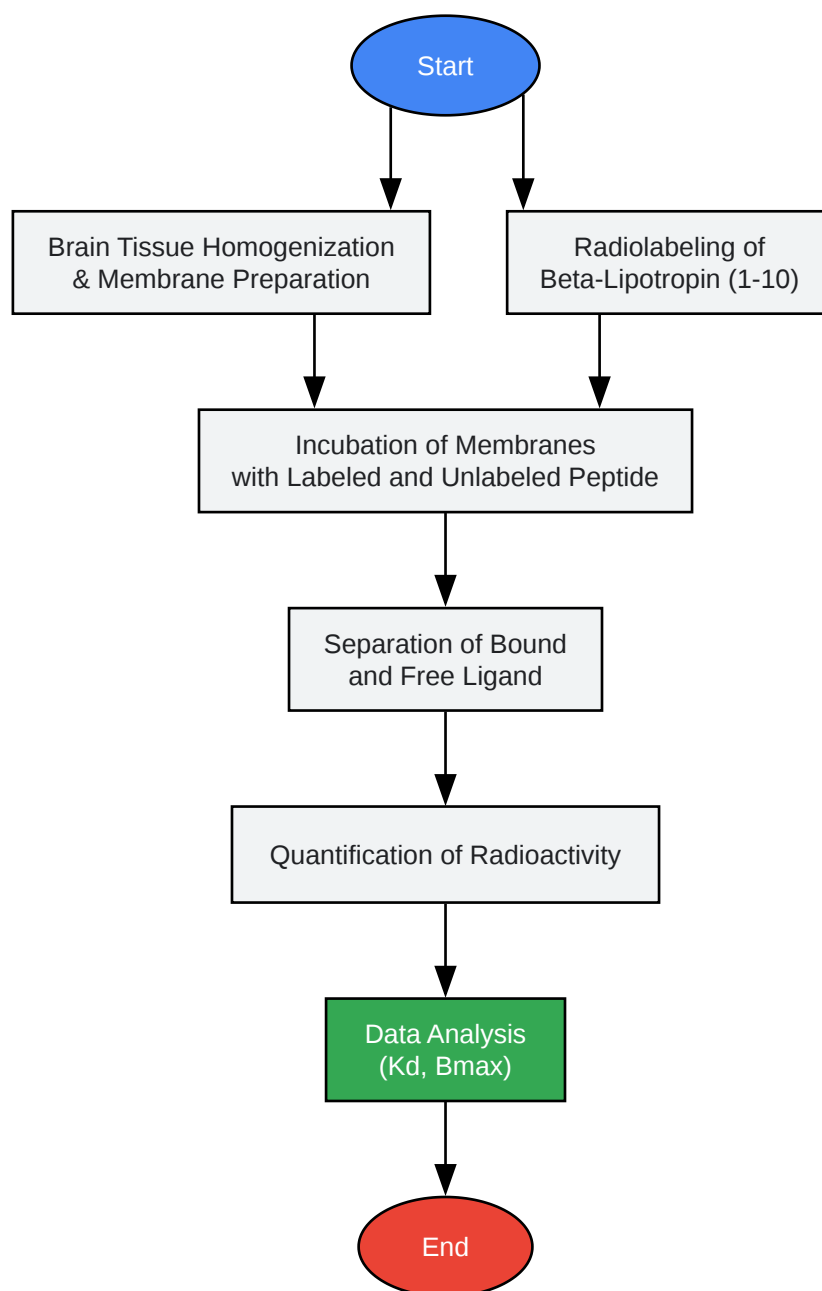 Start
Brain Tissue Homogenization
& Membrane Preparation
Radiolabeling of
Beta-Lipotropin (1-10)
Incubation of Membranes
with Labeled and Unlabeled Peptide
Separation of Bound
and Free Ligand
Quantification of Radioactivity
Data Analysis
(Kd, Bmax)
End